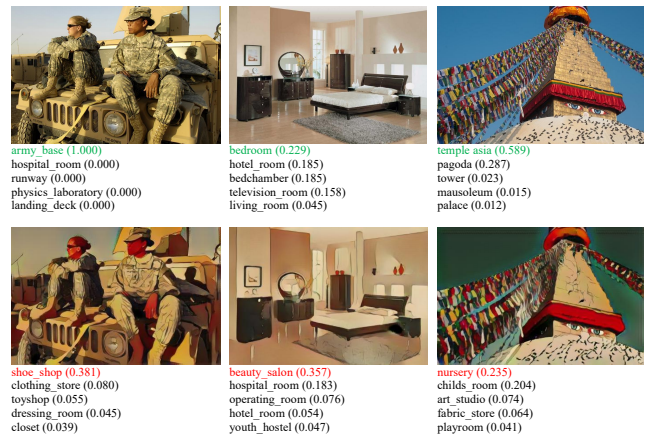 army_base (1.000)
hospital_room (0.000)
runway (0.000)
physics_laboratory (0.000)
landing_deck (0.000)
bedroom (0.229)
hotel_room (0.185)
bedchamber (0.185)
television_room (0.158)
living_room (0.045)
temple asia (0.589)
pagoda (0.287)
tower (0.023)
mausoleum (0.015)
palace (0.012)
shoe_shop (0.381)
clothing_store (0.080)
toyshop (0.055)
dressing_room (0.045)
closet (0.039)
beauty_salon (0.357)
hospital_room (0.183)
operating_room (0.076)
hotel_room (0.054)
youth_hostel (0.047)
nursery (0.235)
childs_room (0.204)
art_studio (0.074)
fabric_store (0.064)
playroom (0.041)